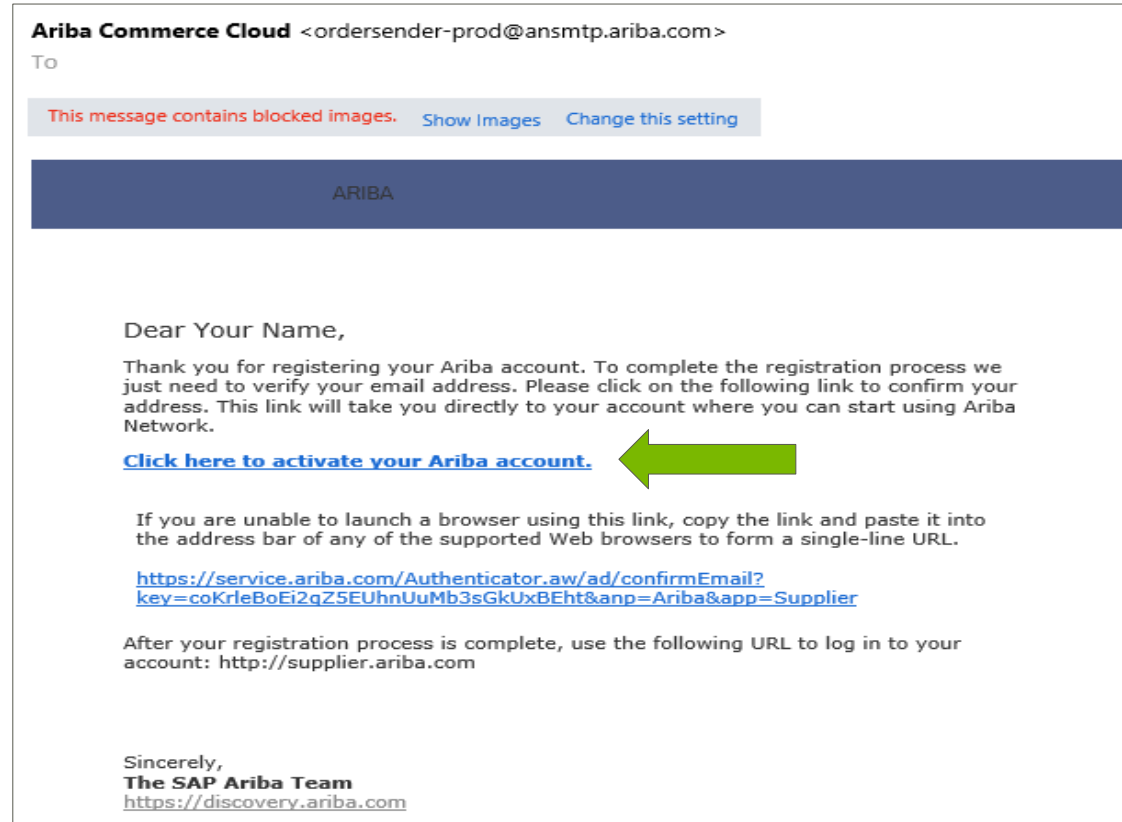 Ariba Commerce Cloud <ordersender-prod@ansmtp.ariba.com>
To
This message contains blocked images. Show Images Change this setting
ARIBA
Dear Your Name,
Thank you for registering your Ariba account. To complete the registration process we
just need to verify your email address. Please click on the following link to confirm your
address. This link will take you directly to your account where you can start using Ariba
Network.
Click here to activate your Ariba account.
If you are unable to launch a browser using this link, copy the link and paste it into
the address bar of any of the supported Web browsers to form a single-line URL.
https://service.ariba.com/Authenticator.aw/ad/confirmEmail?
key=coKrleBoEi2qZ5EUhnUuMb3sGkUxBEht&anp=Ariba&app=Supplier
After your registration process is complete, use the following URL to log in to your
account: http://supplier.ariba.com
Sincerely,
The SAP Ariba Team
https://discovery.ariba.com